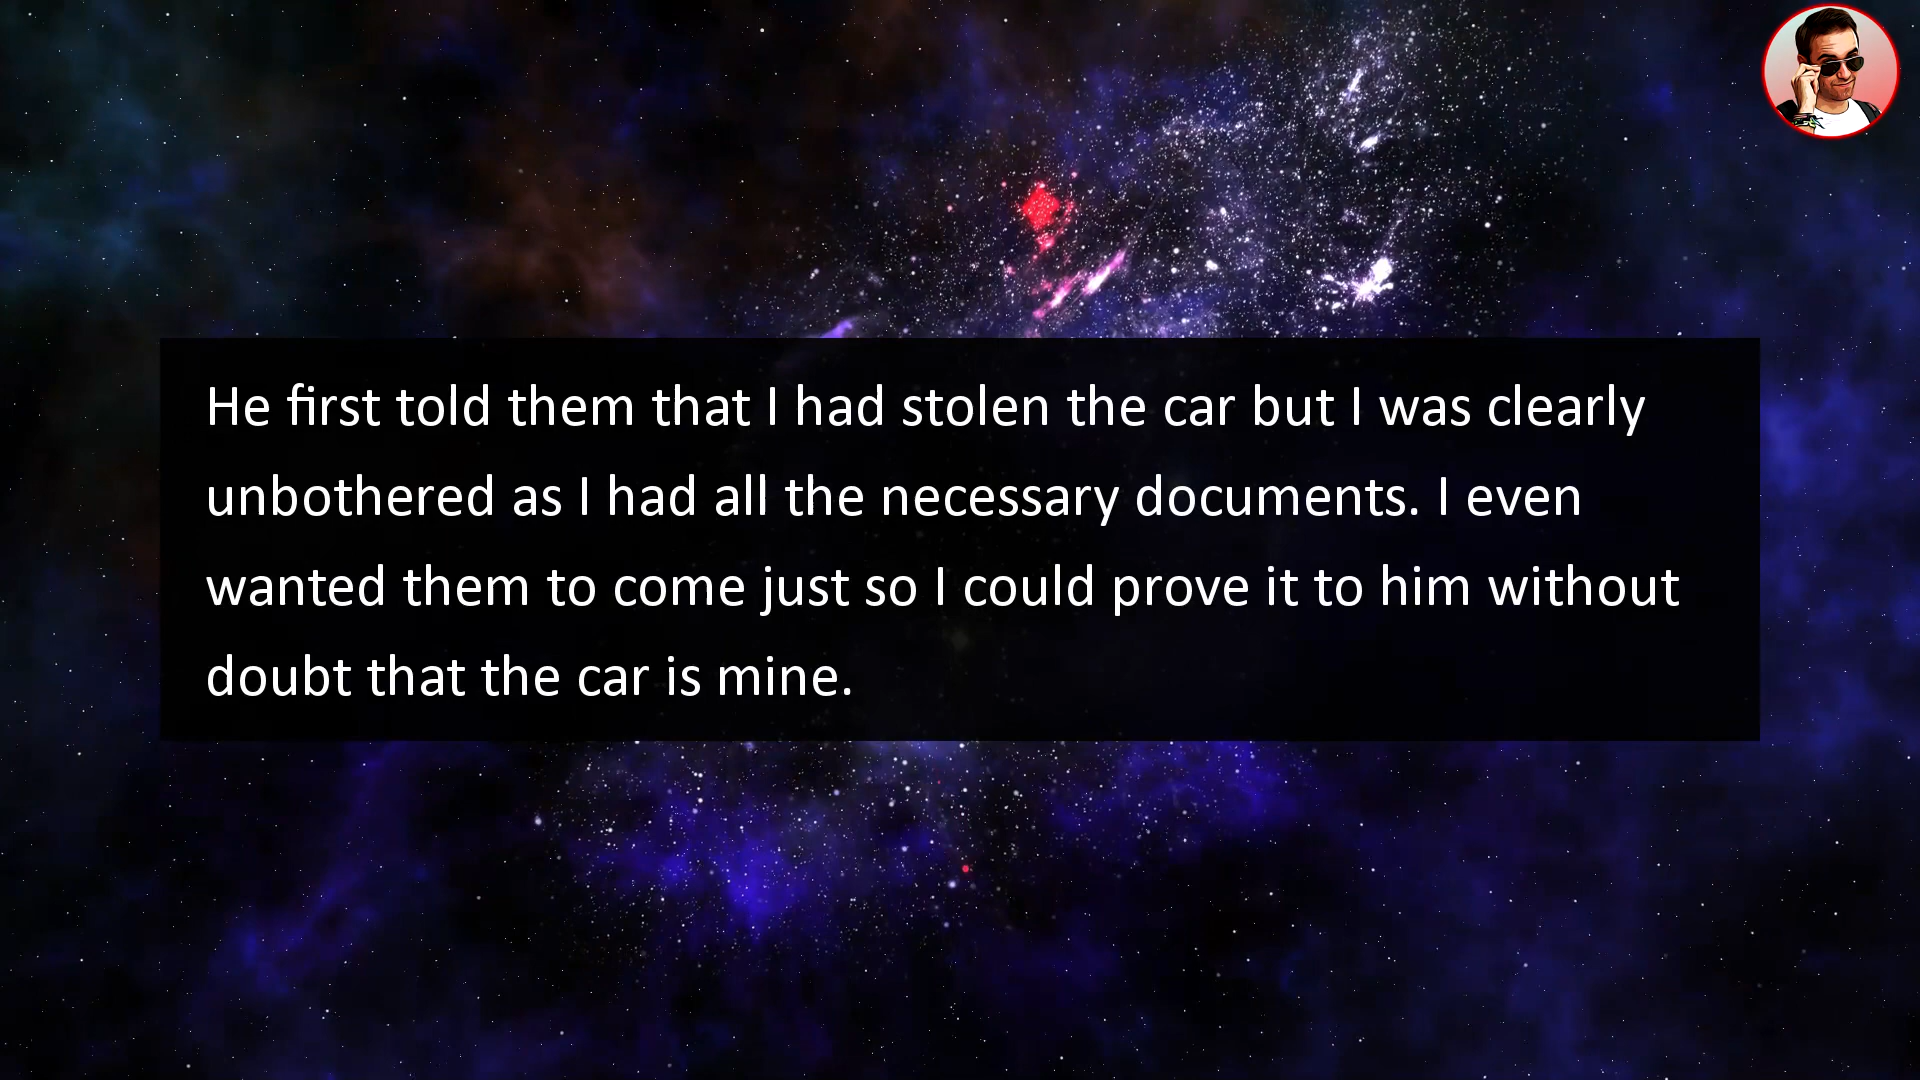 He first told them that I had stolen the car but I was clearly
unbothered as I had all the necessary documents. I even
wanted them to come just so I could prove it to him without
doubt that the car is mine.